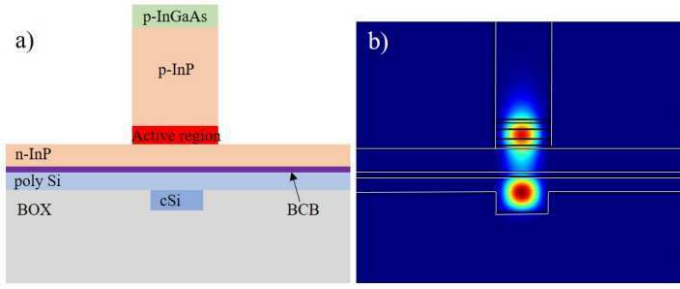 a)
p-InGaAs
p-InP
Active region
n-InP
poly Si
cSi
BOX
BCB
b)